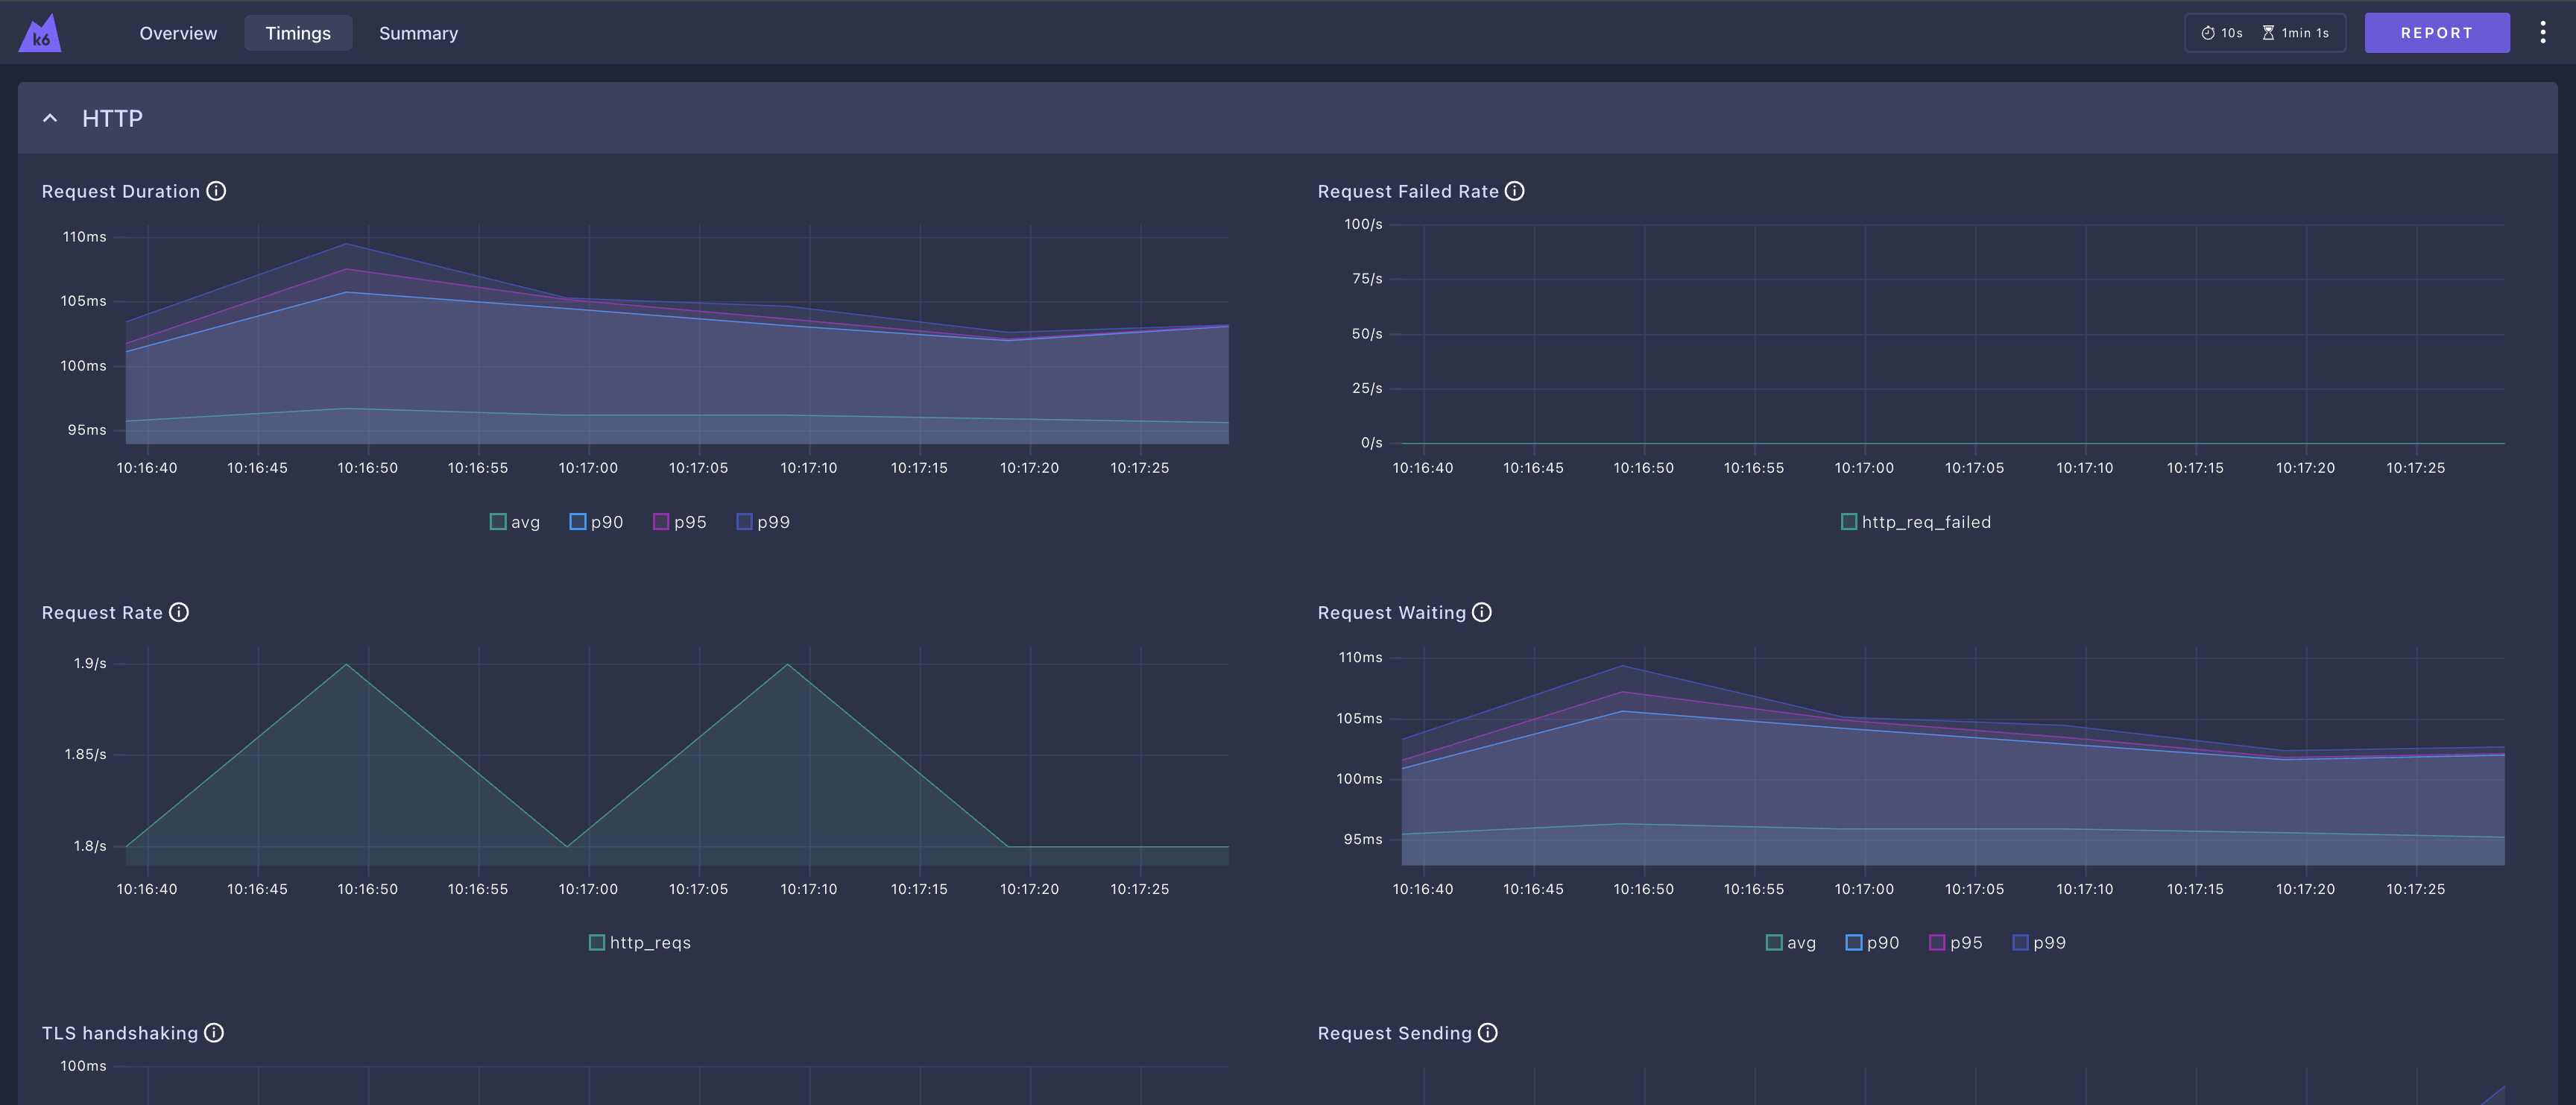 k6 Overview Timings Summary 10s 1min 1s REPORT
HTTP
Request Duration
110ms
105ms
100ms
95ms
10:16:40 10:16:45 10:16:50 10:16:55 10:17:00 10:17:05 10:17:10 10:17:15 10:17:20 10:17:25
avg p90 p95 p99
Request Failed Rate
100/s
75/s
50/s
25/s
0/s
10:16:40 10:16:45 10:16:50 10:16:55 10:17:00 10:17:05 10:17:10 10:17:15 10:17:20 10:17:25
http_req_failed
Request Rate
1.9/s
1.85/s
1.8/s
10:16:40 10:16:45 10:16:50 10:16:55 10:17:00 10:17:05 10:17:10 10:17:15 10:17:20 10:17:25
http_reqs
Request Waiting
110ms
105ms
100ms
95ms
10:16:40 10:16:45 10:16:50 10:16:55 10:17:00 10:17:05 10:17:10 10:17:15 10:17:20 10:17:25
avg p90 p95 p99
TLS handshaking
100ms
Request Sending